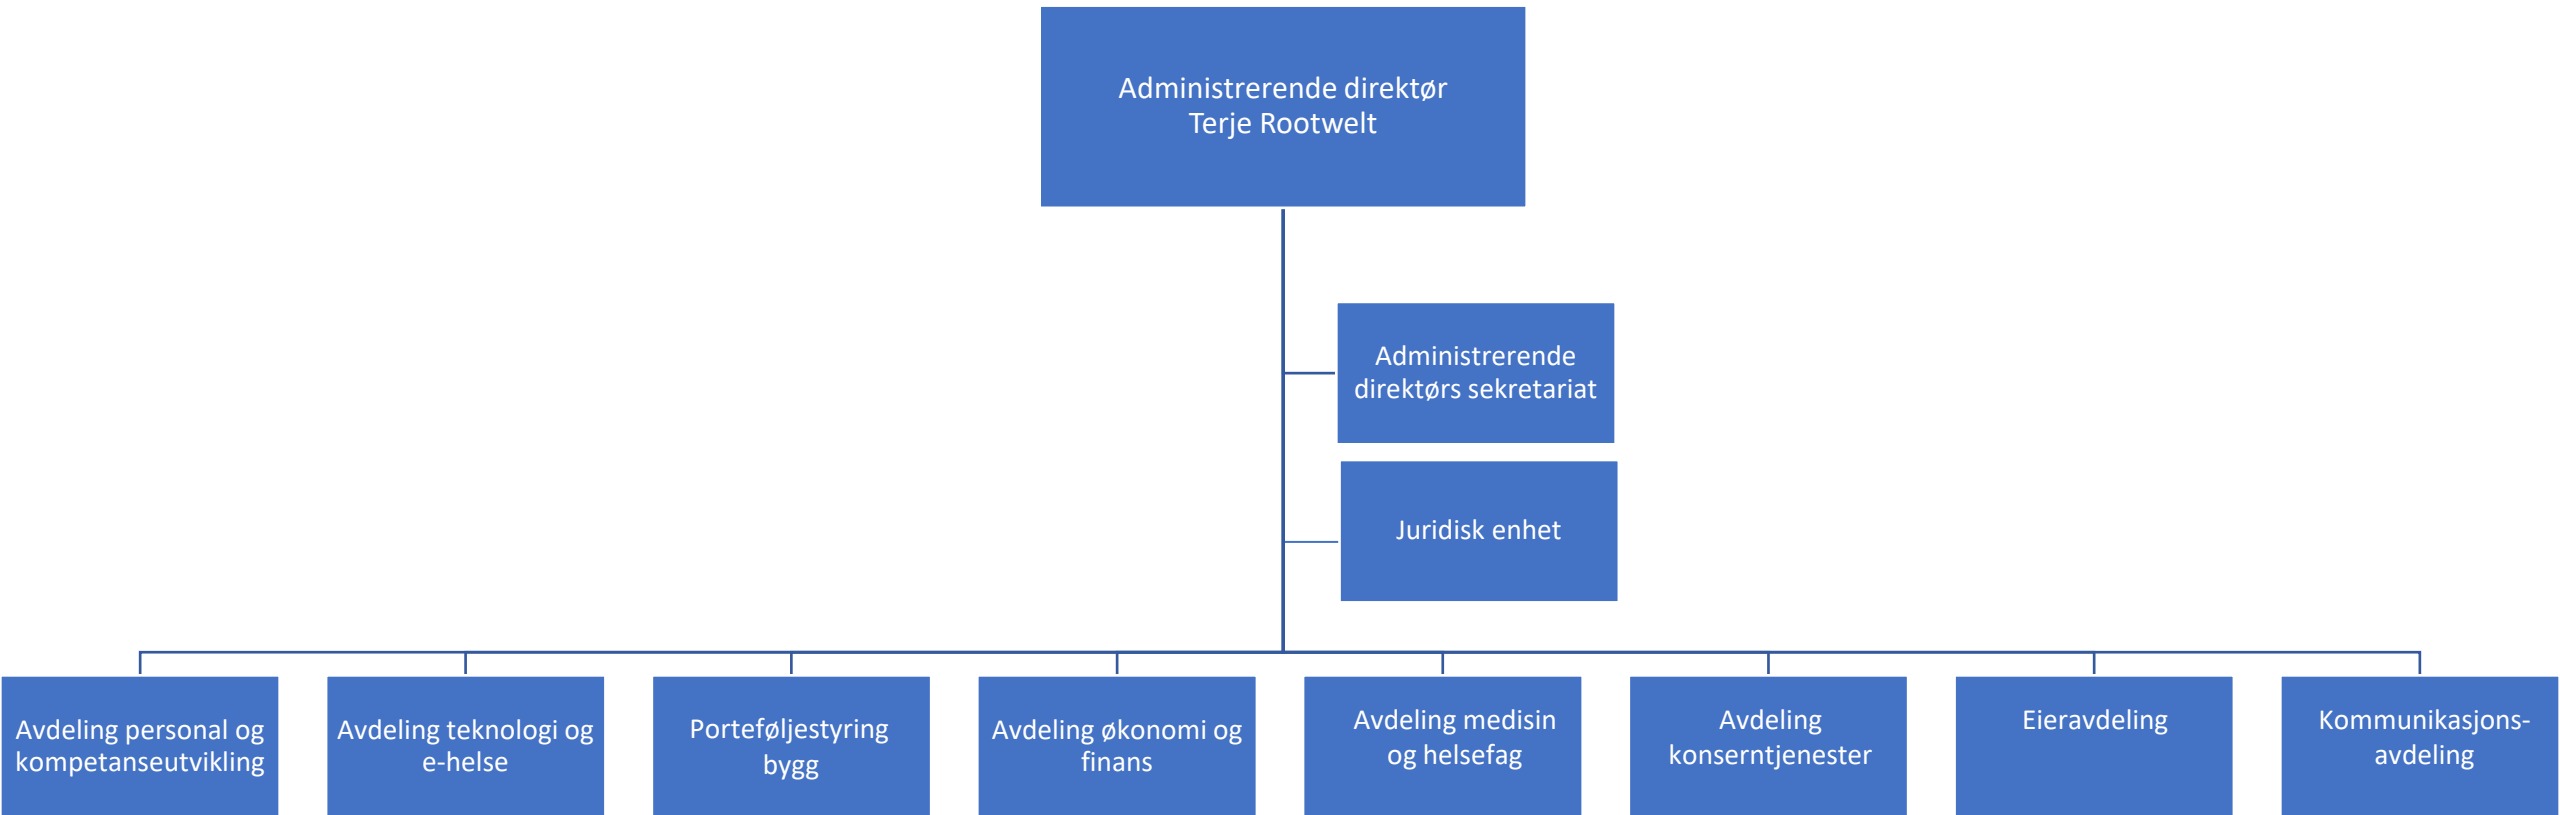 Administrerende direktør
Terje Rootwelt
Administrerende
direktørs sekretariat
Juridisk enhet
Avdeling personal og
kompetanseutvikling
Avdeling teknologi og
e-helse
Porteføljestyring
bygg
Avdeling økonomi og
finans
Avdeling medisin
og helsefag
Avdeling
konserntjenester
Eieravdeling
Kommunikasjons-
avdeling